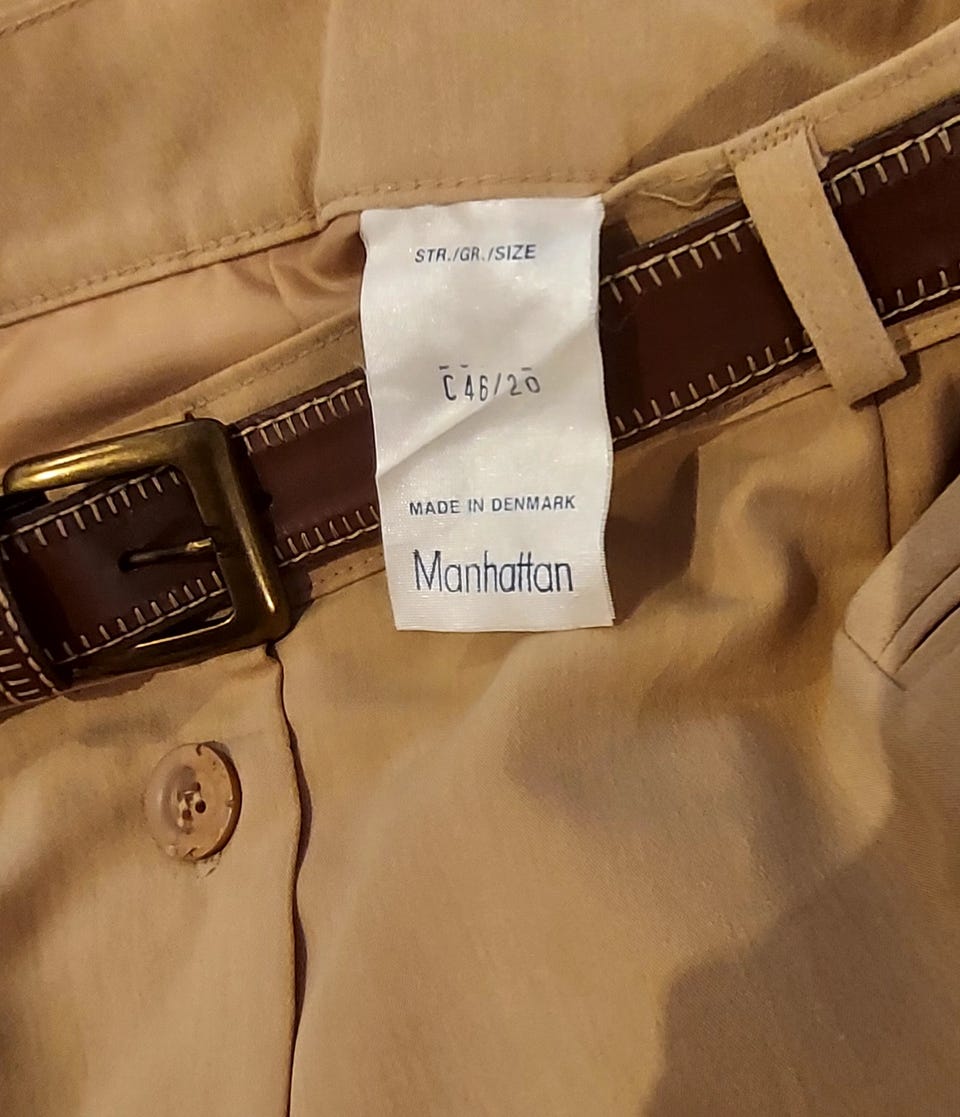 STR./GR./SIZE
C46/20
MADE IN DENMARK
Manhattan